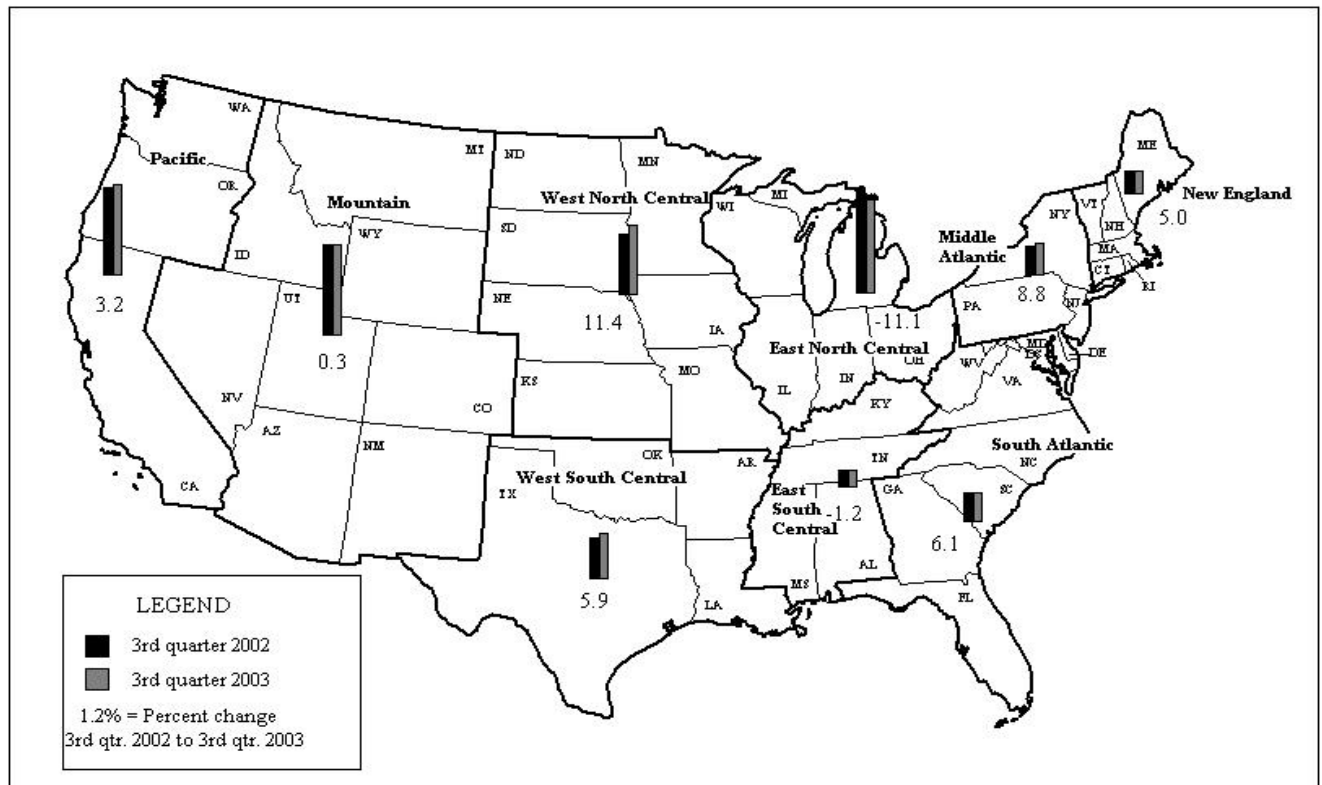 WA
Pacific
OR
MT
ND
MN
Mountain
West North Central
WI
MI
ME
VT
New England
NY
5.0
NH
WY
SD
Middle
Atlantic
MA
CT
RI
ID
3.2
UT
NE
11.4
IA
8.8
PA
NJ
0.3
-11.1
East North Central
OH
MD
DE
WV
VA
NV
CO
KS
MO
IL
IN
KY
AZ
NM
OK
AR
TN
South Atlantic
NC
CA
TX
West South Central
East
South
Central
-1.2
GA
SC
6.1
5.9
MS
AL
LA
FL
LEGEND
3rd quarter 2002
3rd quarter 2003
1.2% = Percent change
3rd qtr. 2002 to 3rd qtr. 2003